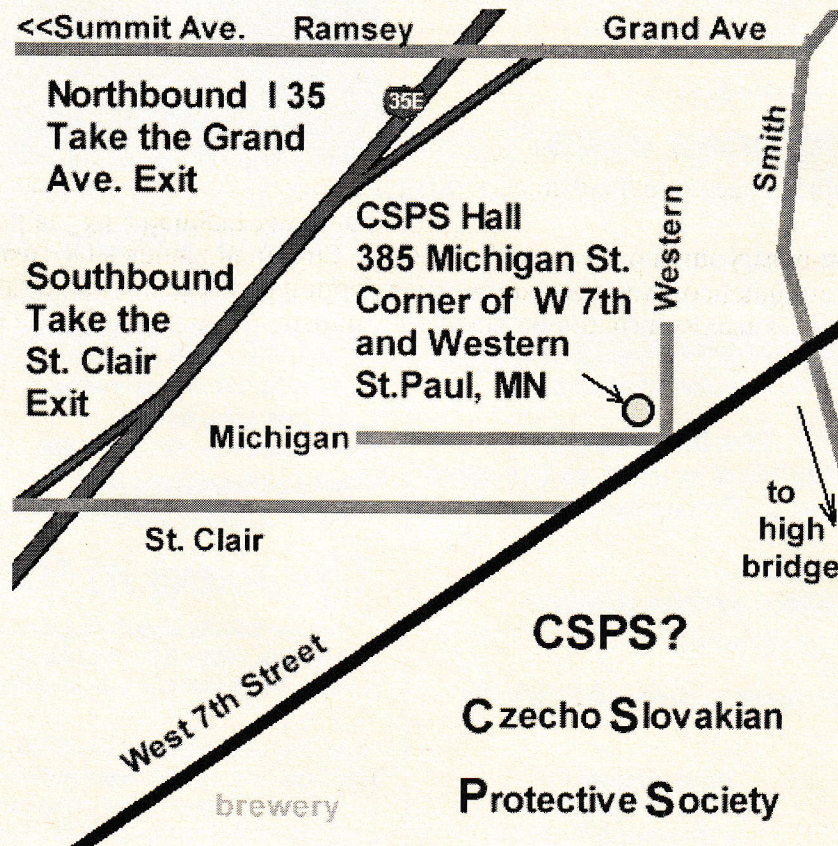 <<Summit Ave.
Ramsey
Grand Ave
Northbound I 35
Take the Grand
Ave. Exit
35E
Smith
Western
CSPS Hall
385 Michigan St.
Corner of W 7th
and Western
St.Paul, MN
Southbound
Take the
St. Clair
Exit
Michigan
St. Clair
to
high
bridge
West 7th Street
CSPS?
Czecho Slovakian
Protective Society
brewery